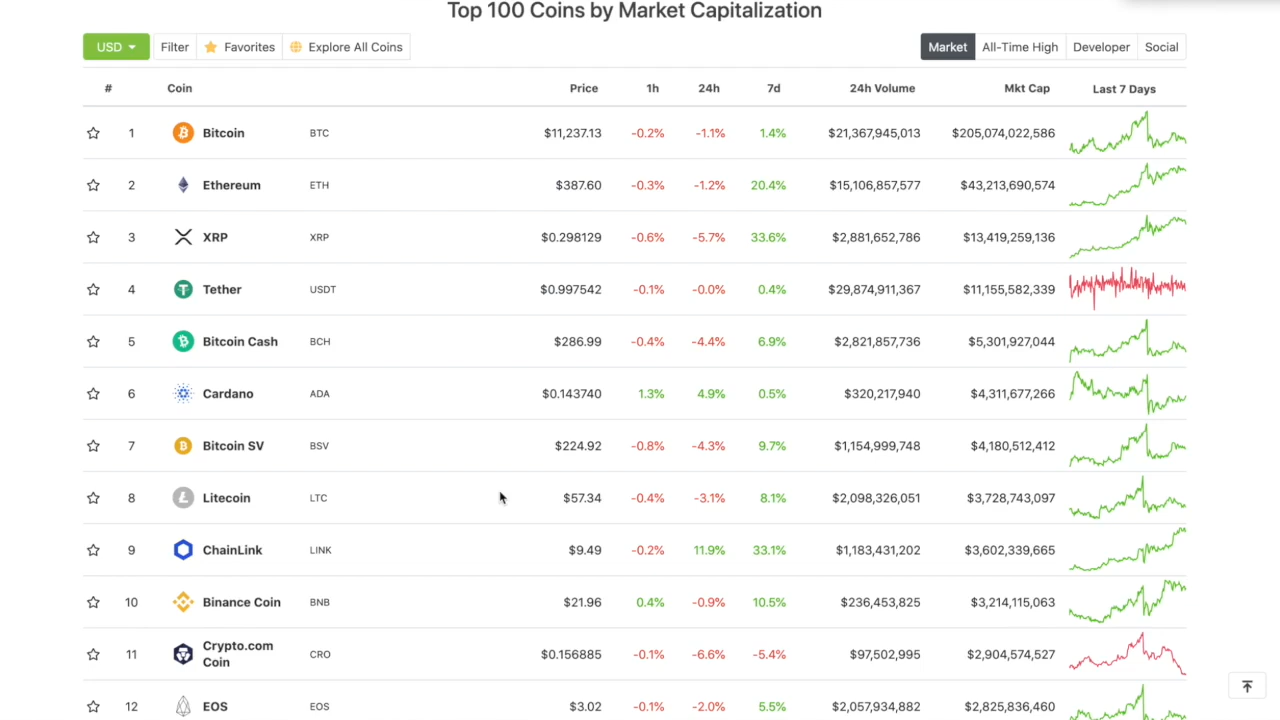 Top 100 Coins by Market Capitalization
USD Filter Favorites Explore All Coins Market All-Time High Developer Social
# Coin Price 1h 24h 7d 24h Volume Mkt Cap Last 7 Days
1 Bitcoin BTC $11,237.13 -0.2% -1.1% 1.4% $21,367,945,013 $205,074,022,586
2 Ethereum ETH $387.60 -0.3% -1.2% 20.4% $15,106,857,577 $43,213,690,574
3 XRP XRP $0.298129 -0.6% -5.7% 33.6% $2,881,652,786 $13,419,259,136
4 Tether USDT $0.997542 -0.1% -0.0% 0.4% $29,874,911,367 $11,155,582,339
5 Bitcoin Cash BCH $286.99 -0.4% -4.4% 6.9% $2,821,857,736 $5,301,927,044
6 Cardano ADA $0.143740 1.3% 4.9% 0.5% $320,217,940 $4,311,677,266
7 Bitcoin SV BSV $224.92 -0.8% -4.3% 9.7% $1,154,999,748 $4,180,512,412
8 Litecoin LTC $57.34 -0.4% -3.1% 8.1% $2,098,326,051 $3,728,743,097
9 ChainLink LINK $9.49 -0.2% 11.9% 33.1% $1,183,431,202 $3,602,339,665
10 Binance Coin BNB $21.96 0.4% -0.9% 10.5% $236,453,825 $3,214,115,063
11 Crypto.com Coin CRO $0.156885 -0.1% -6.6% -5.4% $97,502,995 $2,904,574,527
12 EOS EOS $3.02 -0.1% -2.0% 5.5% $2,057,934,882 $2,825,836,460